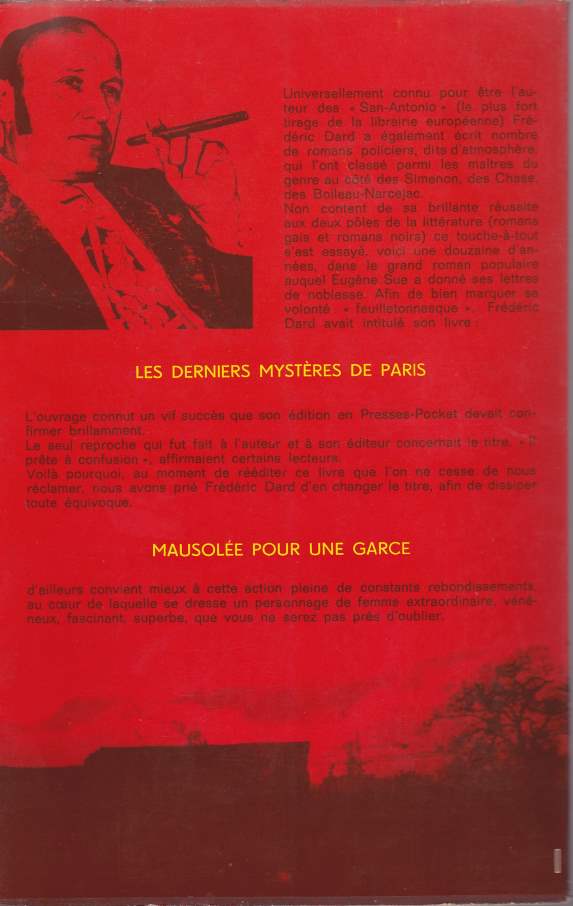 Universellement connu pour être l'au-
teur des « San-Antonio » (le plus fort
tirage de la librairie européenne) Fré-
déric Dard a également écrit nombre
de romans policiers, dits d'atmosphère,
qui l'ont classé parmi les maîtres du
genre au côté des Simenon, des Chase,
des Boileau-Narcejac.
Non content de sa brillante réussite
aux deux pôles de la littérature (romans
gais et romans noirs) ce touche-à-tout
s'est essayé, voici une douzaine d'an-
nées, dans le grand roman populaire
auquel Eugène Sue a donné ses lettres
de noblesse. Afin de bien marquer sa
volonté « feuilletonnasque », Frédéric
Dard avait intitulé son livre :
LES DERNIERS MYSTÈRES DE PARIS
L'ouvrage connut un vif succès que son édition en Presses-Pocket devait con-
firmer brillamment.
Le seul reproche qui fut fait à l'auteur et à son éditeur concernait le titre. « Il
prête à confusion », affirmaient certains lecteurs.
Voilà pourquoi, au moment de rééditer ce livre que l'on ne cesse de nous
réclamer, nous avons prié Frédéric Dard d'en changer le titre, afin de dissiper
toute équivoque.
MAUSOLÉE POUR UNE GARCE
d'ailleurs convient mieux à cette action pleine de constants rebondissements,
au cœur de laquelle se dresse un personnage de femme extraordinaire, véné-
neux, fascinant, superbe, que vous ne serez pas près d'oublier.